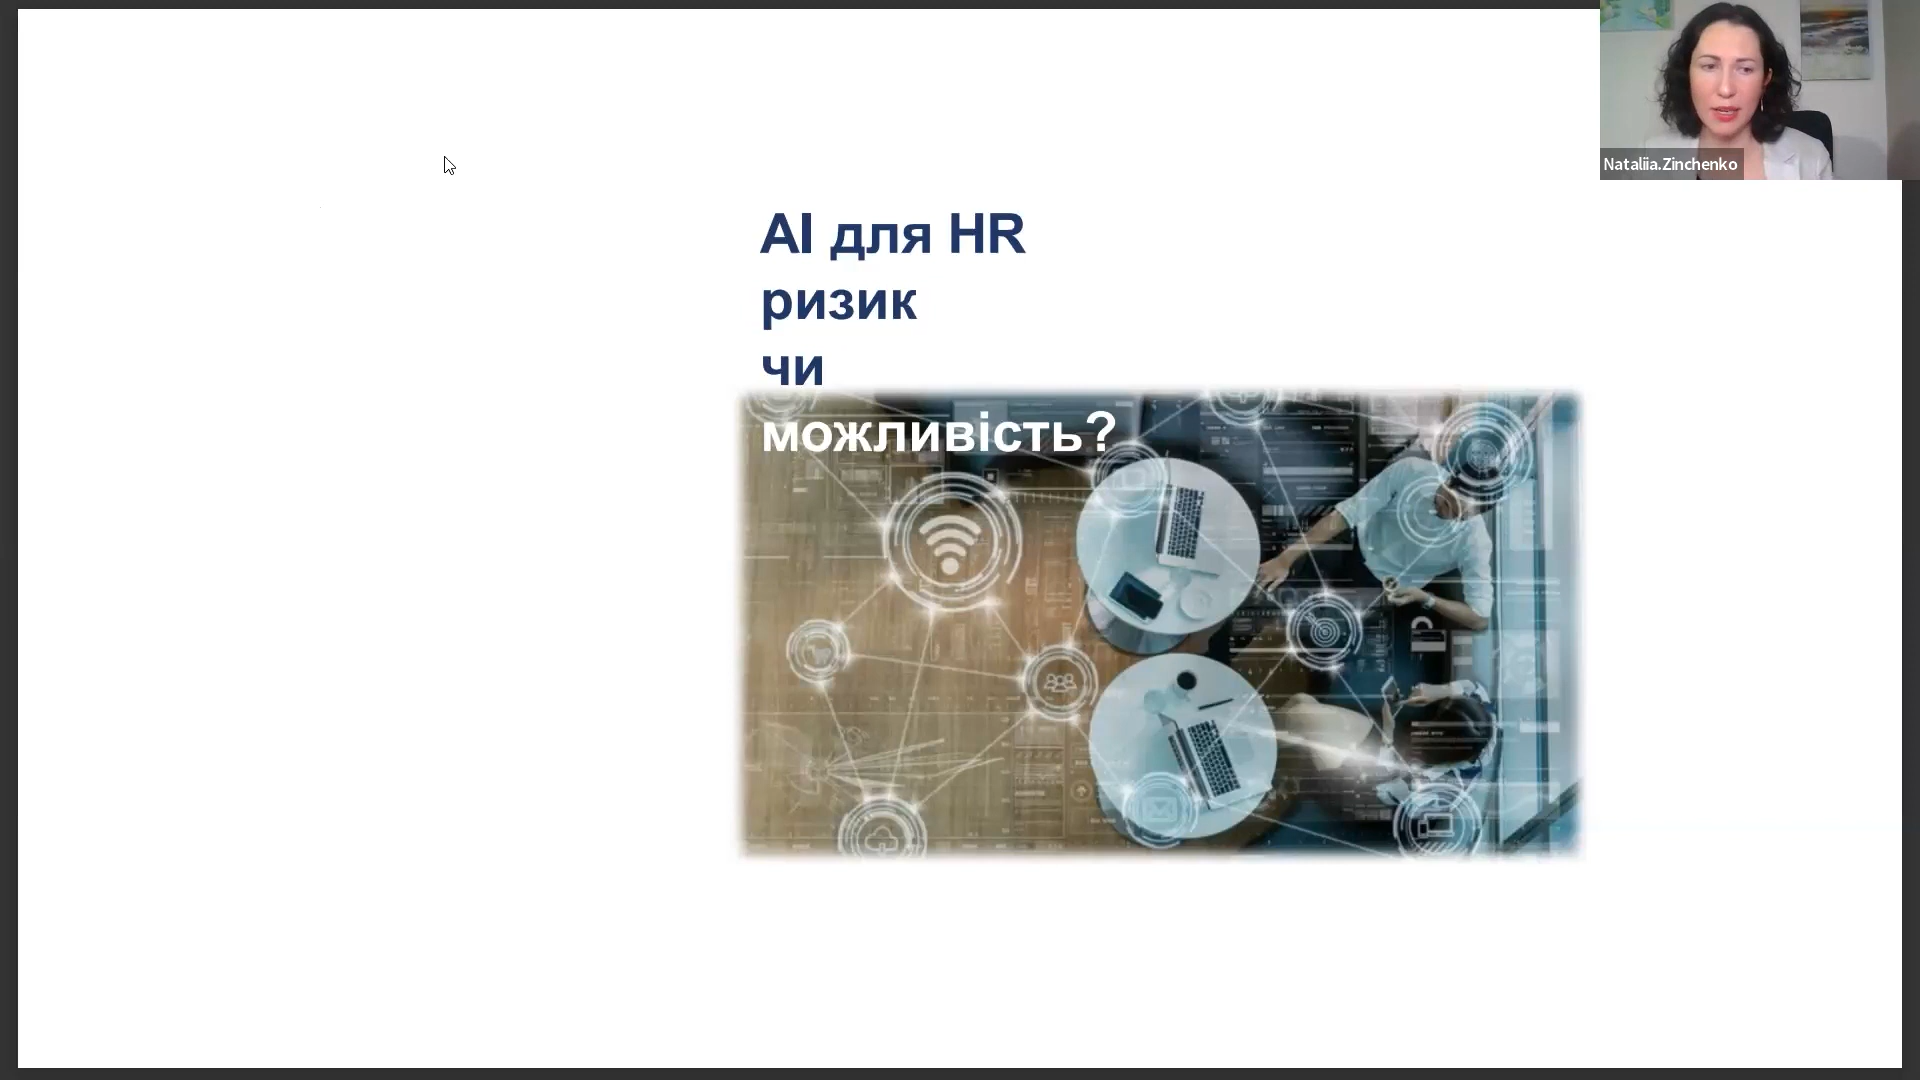 Nataliia.Zinchenko
AI для HR
ризик
чи
можливість?